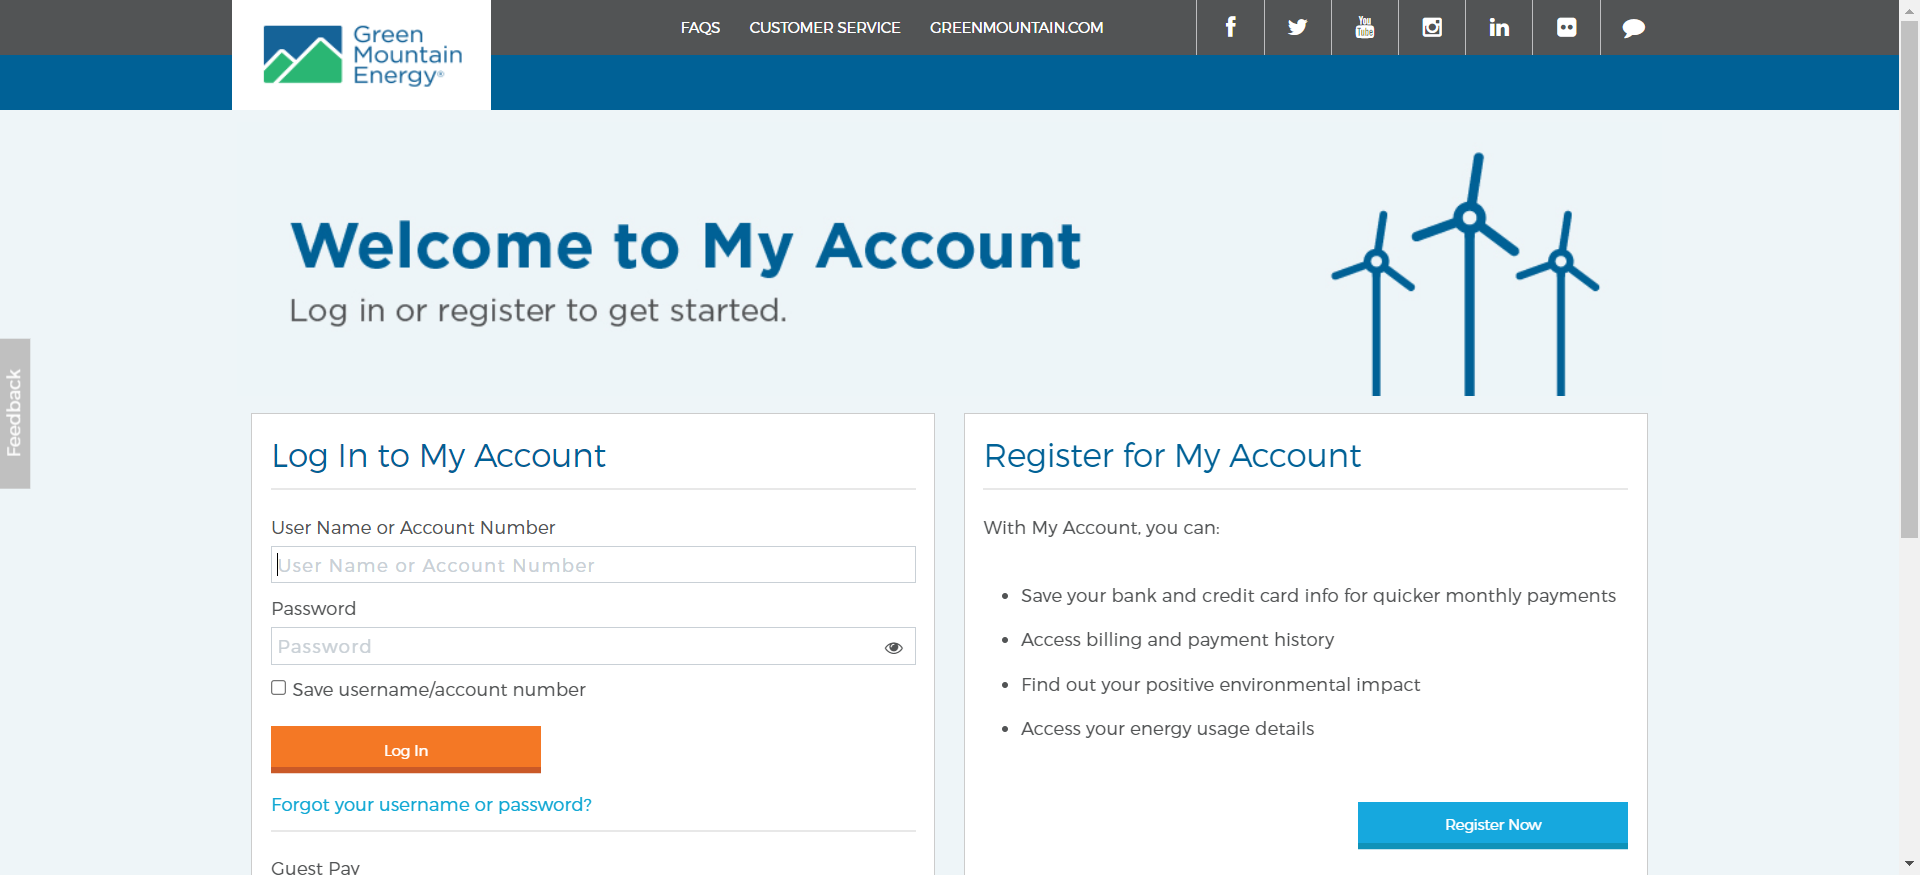 Green
Mountain
Energy®
FAQS
CUSTOMER SERVICE
GREENMOUNTAIN.COM
You
Tube
Welcome to My Account
Log in or register to get started.
Feedback
Log In to My Account
User Name or Account Number
User Name or Account Number
Password
Password
Save username/account number
Log In
Forgot your username or password?
Guest Pay
Register for My Account
With My Account, you can:
• Save your bank and credit card info for quicker monthly payments
• Access billing and payment history
• Find out your positive environmental impact
• Access your energy usage details
Register Now